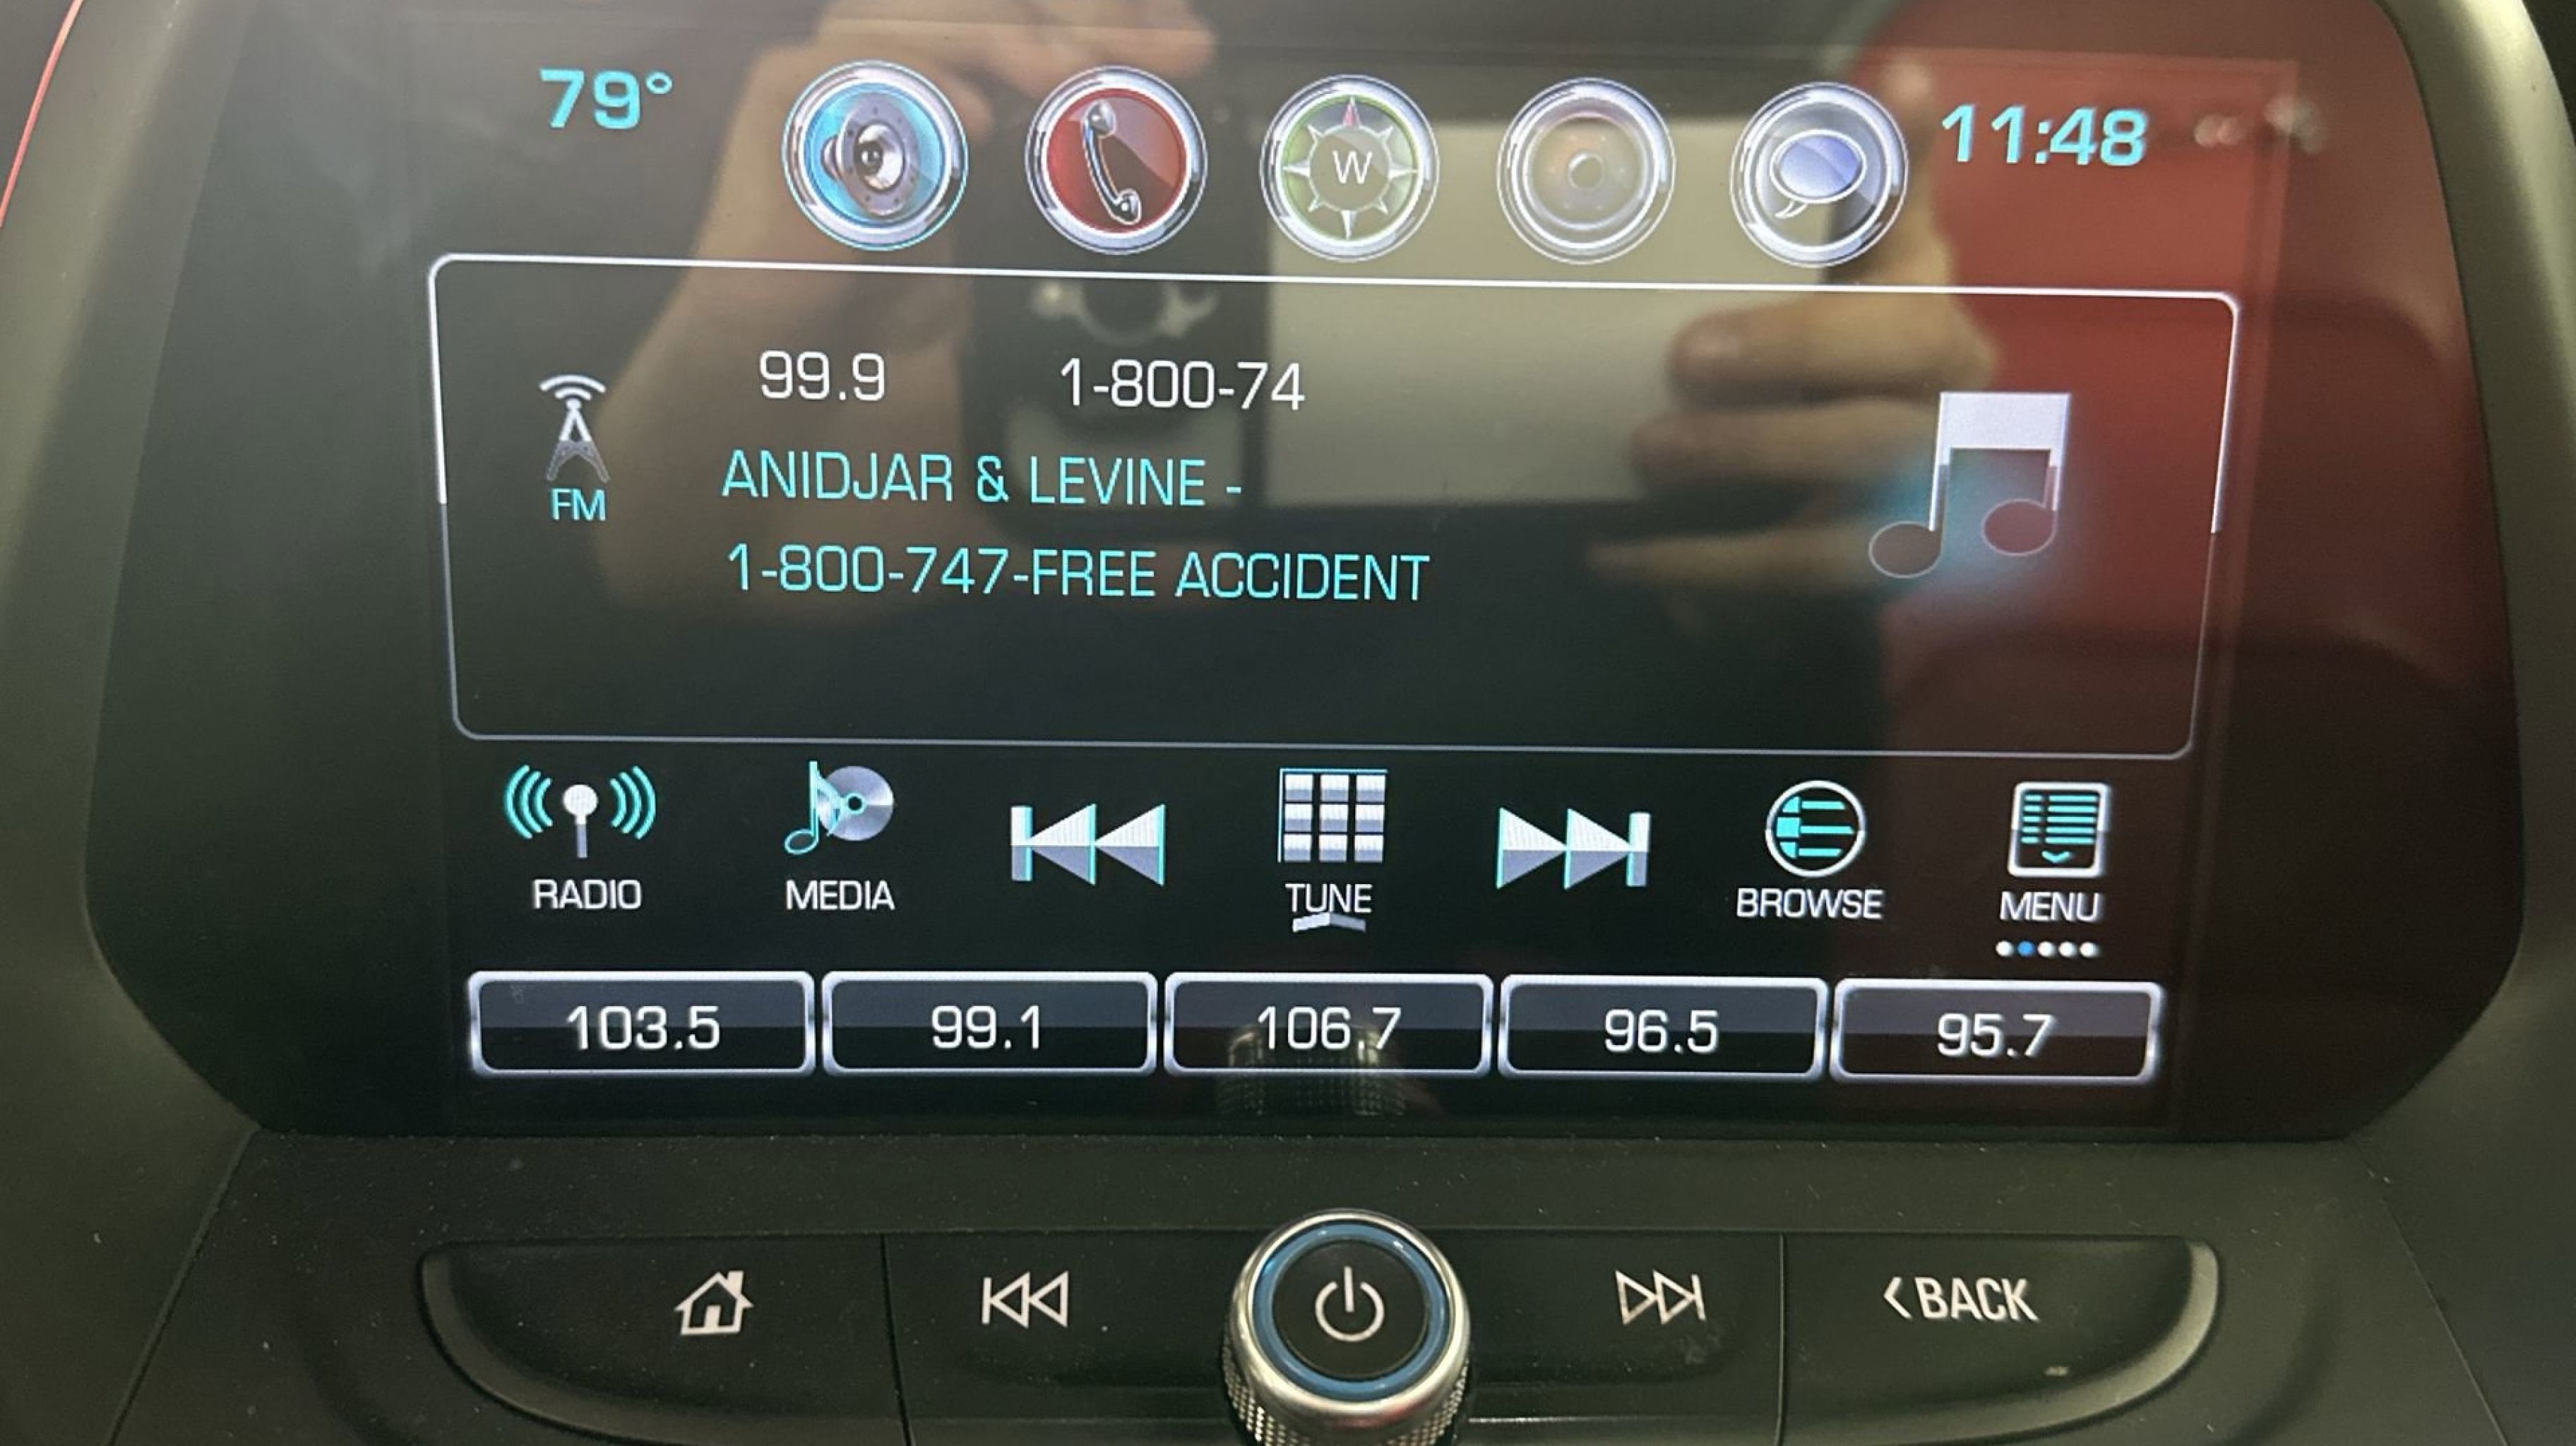 79° 11:48
W
99.9 1-800-74
ANIDJAR & LEVINE -
FM
1-800-747-FREE ACCIDENT
RADIO MEDIA TUNE BROWSE MENU
103.5 99.1 106.7 96.5 95.7
<BACK